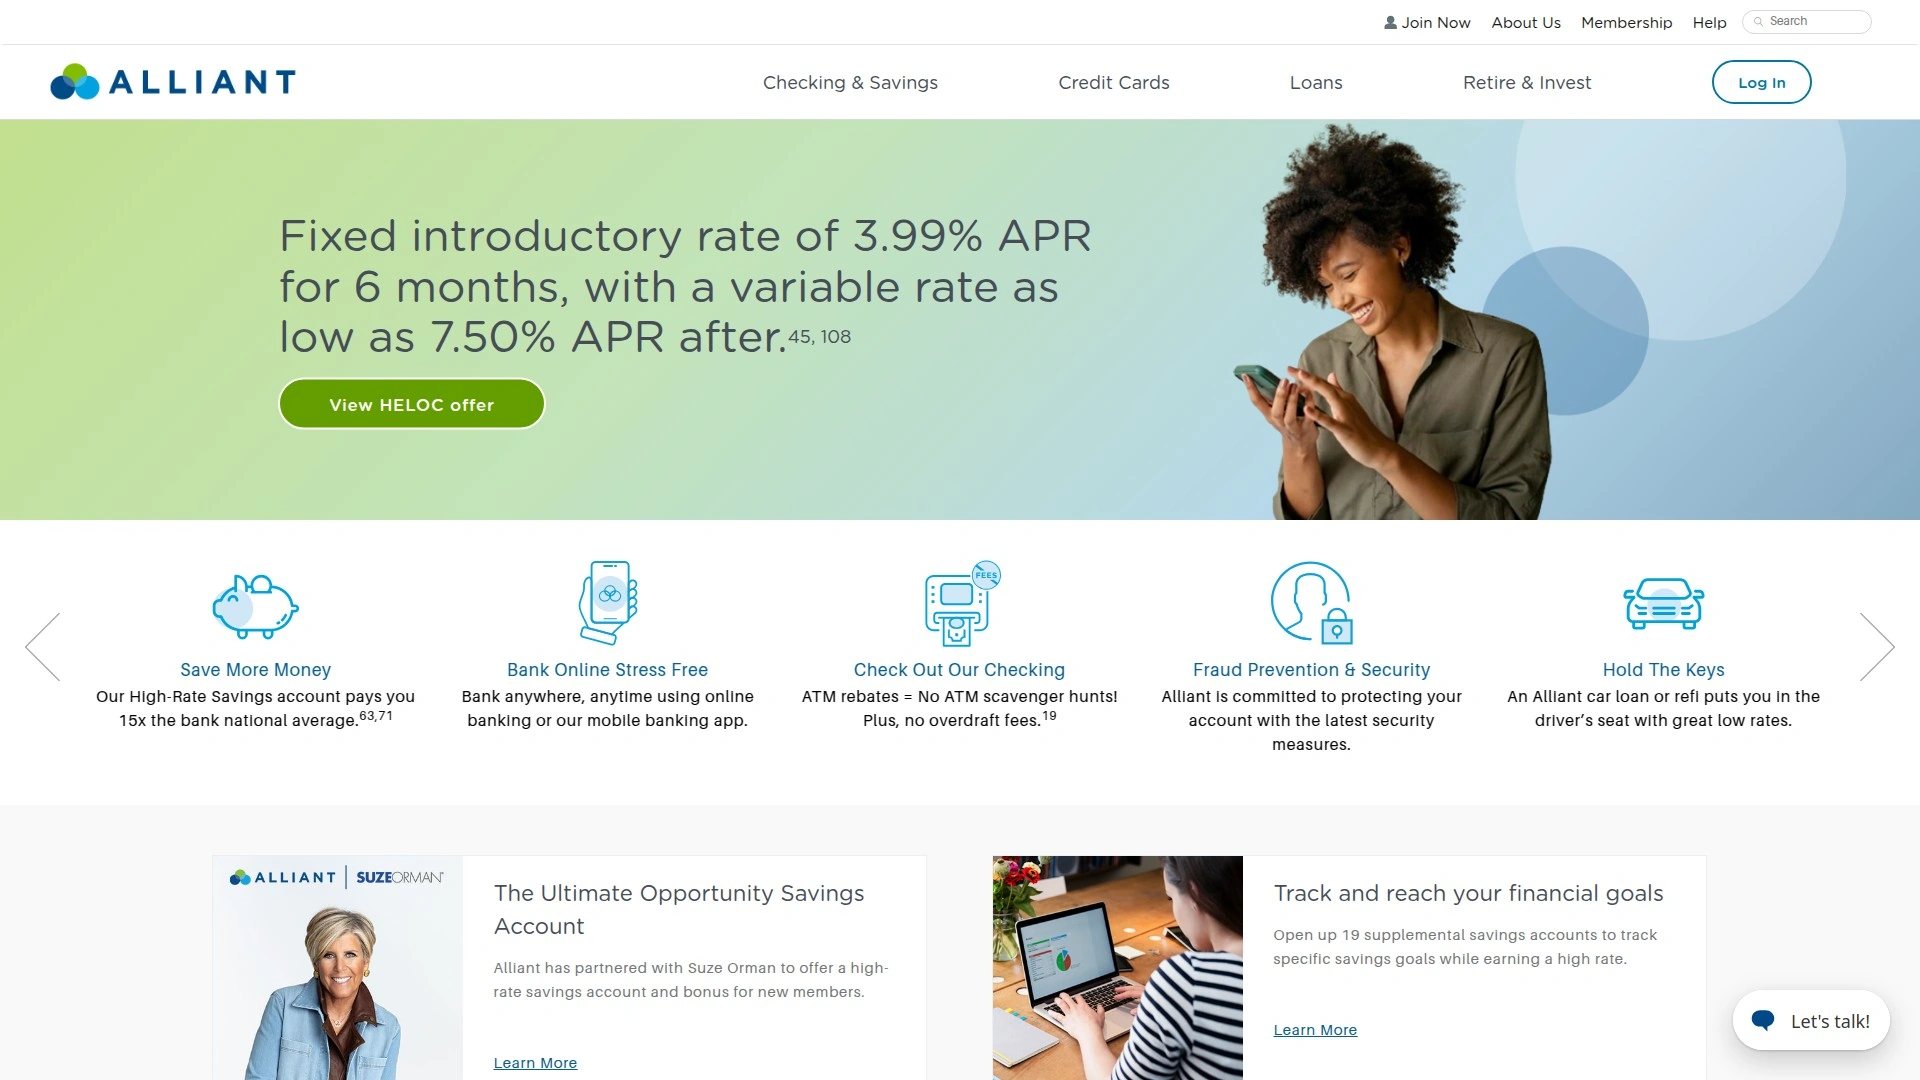 Join Now About Us Membership Help Search
ALLIANT Checking & Savings Credit Cards Loans Retire & Invest Log In
Fixed introductory rate of 3.99% APR
for 6 months, with a variable rate as
low as 7.50% APR after.45, 108
View HELOC offer
FEES
Save More Money
Our High-Rate Savings account pays you
15x the bank national average.63,71
Bank Online Stress Free
Bank anywhere, anytime using online
banking or our mobile banking app.
Check Out Our Checking
ATM rebates = No ATM scavenger hunts!
Plus, no overdraft fees.19
Fraud Prevention & Security
Alliant is committed to protecting your
account with the latest security
measures.
Hold The Keys
An Alliant car loan or refi puts you in the
driver’s seat with great low rates.
ALLIANT | SUZEORMAN
The Ultimate Opportunity Savings
Account
Alliant has partnered with Suze Orman to offer a high-
rate savings account and bonus for new members.
Learn More
Track and reach your financial goals
Open up 19 supplemental savings accounts to track
specific savings goals while earning a high rate.
Learn More
Let's talk!